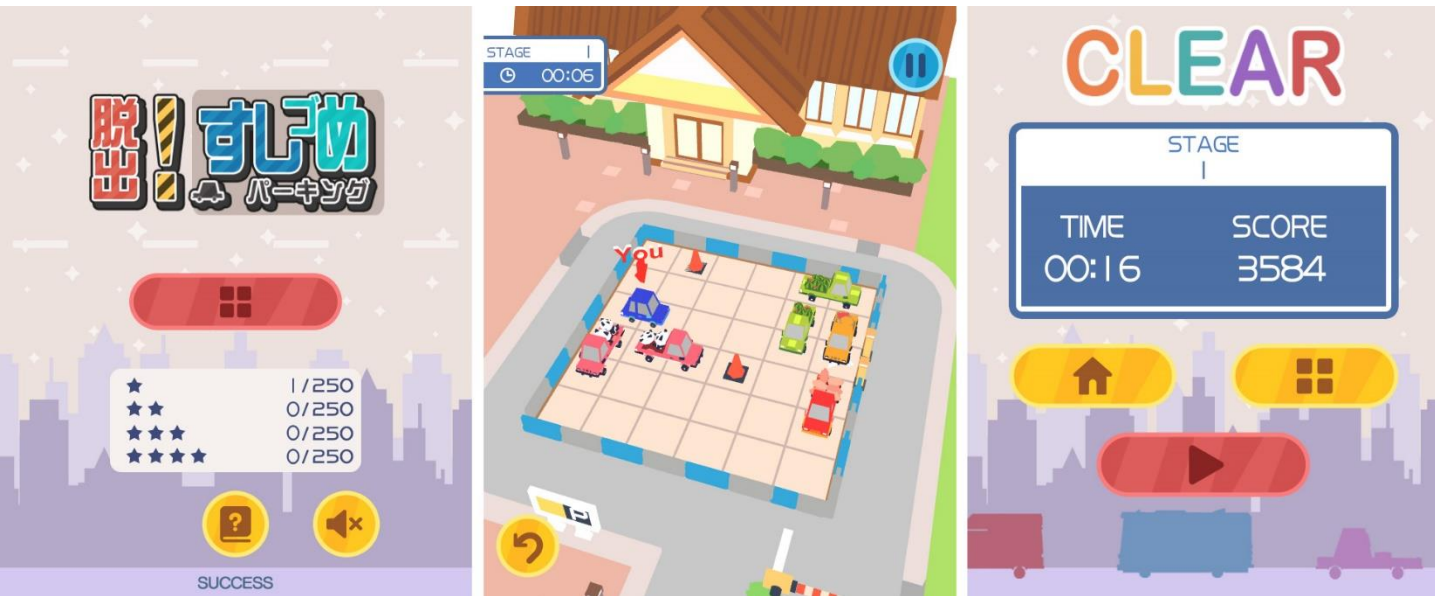 脱出!
すしヅめ
パーキング
★ 1/250
★★ 0/250
★★★ 0/250
★★★★ 0/250
?
SUCCESS
STAGE 1
00:06
You
P
CLEAR
STAGE
1
TIME SCORE
00:16 3584